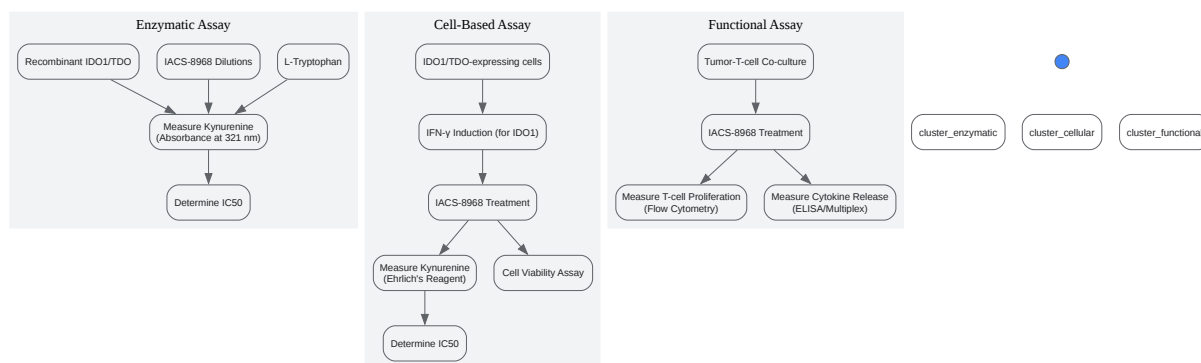 Enzymatic Assay
Recombinant IDO1/TDO
IACS-8968 Dilutions
L-Tryptophan
Measure Kynurenine
(Absorbance at 321 nm)
Determine IC50
Cell-Based Assay
IDO1/TDO-expressing cells
IFN-γ Induction (for IDO1)
IACS-8968 Treatment
Measure Kynurenine
(Ehrlich's Reagent)
Cell Viability Assay
Determine IC50
Functional Assay
Tumor-T-cell Co-culture
IACS-8968 Treatment
Measure T-cell Proliferation
(Flow Cytometry)
Measure Cytokine Release
(ELISA/Multiplex)
cluster_enzymatic
cluster_cellular
cluster_functional